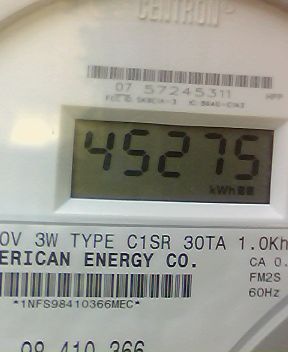 CENTRON®
07 57245311
HPP
45275
kWh
0V 3W TYPE C1SR 30TA 1.0Kh
ERICAN ENERGY CO.
CA 0.
FM2S
60Hz
*1NFS98410366MEC*
98 410 366